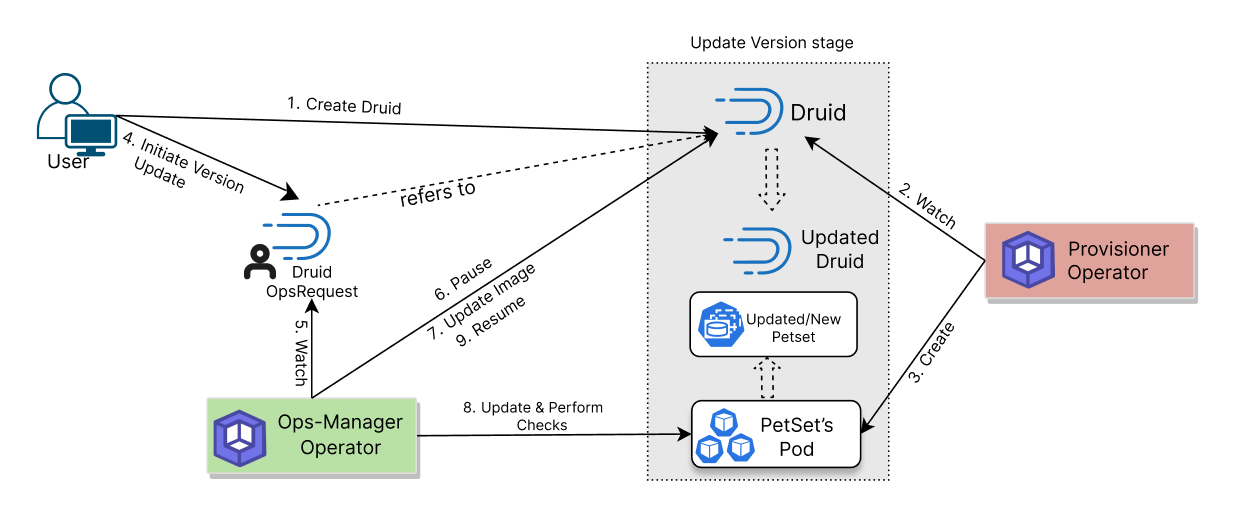 Update Version stage
1. Create Druid
Druid
User
4. Initiate Version
Update
refers to
2. Watch
Updated
Druid
Provisioner
Operator
Druid
OpsRequest
6. Pause
7. Update Image
9. Resume
Updated/New
Petset
5. Watch
3. Create
Ops-Manager
Operator
8. Update & Perform
Checks
PetSet's
Pod